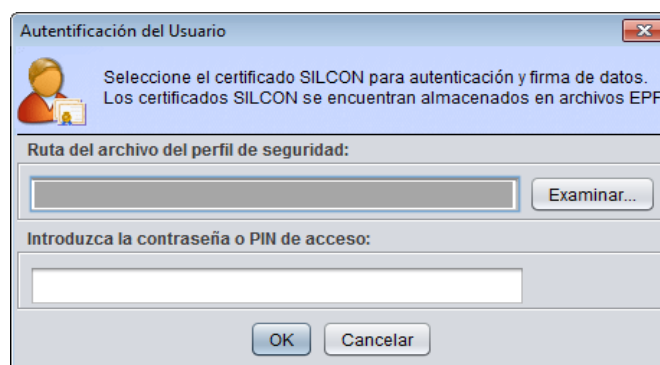 Autentificación del Usuario
Seleccione el certificado SILCON para autenticación y firma de datos.
Los certificados SILCON se encuentran almacenados en archivos EPF
Ruta del archivo del perfil de seguridad:
Examinar...
Introduzca la contraseña o PIN de acceso:
OK Cancelar